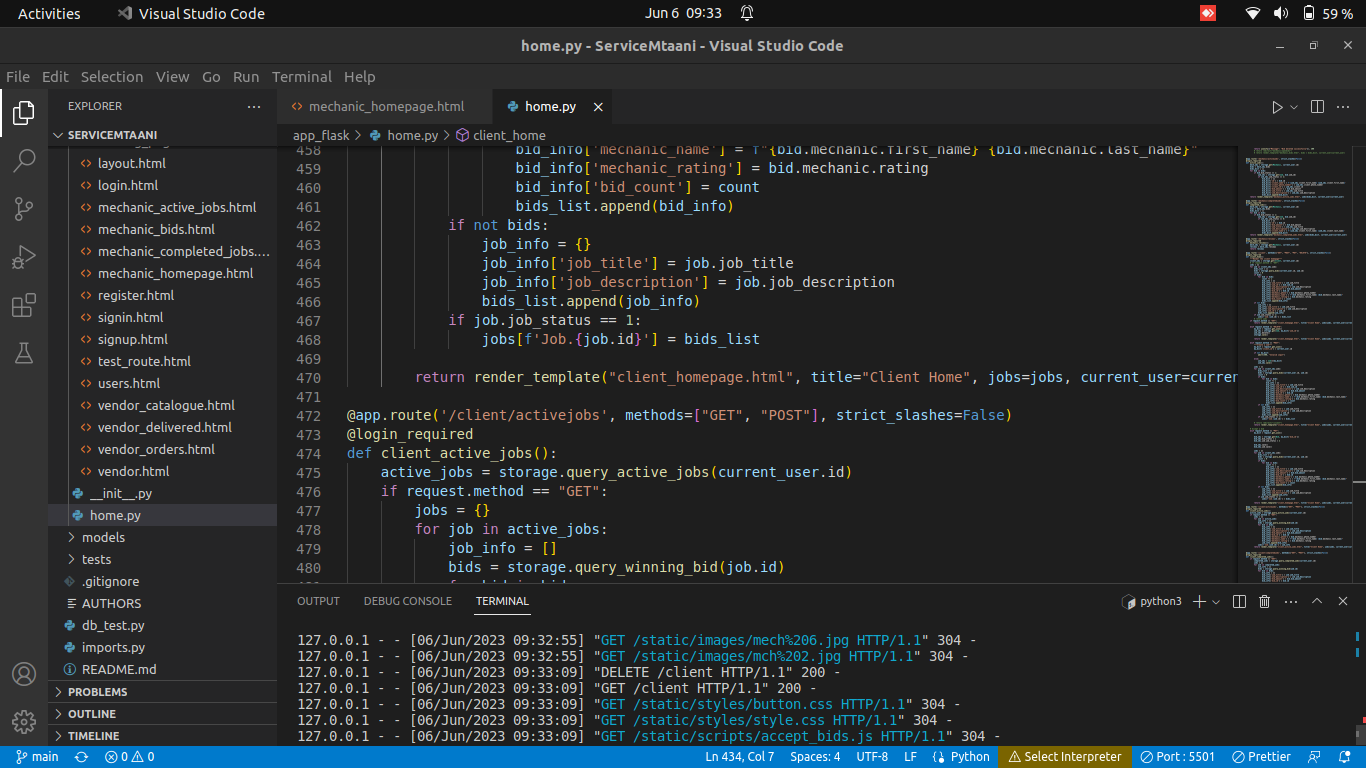 Activities
Visual Studio Code
Jun 6 09:33
59 %
home.py - ServiceMtaani - Visual Studio Code
File Edit Selection View Go Run Terminal Help
EXPLORER
SERVICEMTAANI
layout.html
login.html
mechanic_active_jobs.html
mechanic_bids.html
mechanic_completed_jobs....
mechanic_homepage.html
register.html
signin.html
signup.html
test_route.html
users.html
vendor_catalogue.html
vendor_delivered.html
vendor_orders.html
vendor.html
__init__.py
home.py
models
tests
.gitignore
AUTHORS
db_test.py
imports.py
README.md
PROBLEMS
OUTLINE
TIMELINE
mechanic_homepage.html
home.py
app_flask > home.py > client_home
458 bid_info['mechanic_name'] = f"{bid.mechanic.first_name} {bid.mechanic.last_name}"
459 bid_info['mechanic_rating'] = bid.mechanic.rating
460 bid_info['bid_count'] = count
461 bids_list.append(bid_info)
462 if not bids:
463 job_info = {}
464 job_info['job_title'] = job.job_title
465 job_info['job_description'] = job.job_description
466 bids_list.append(job_info)
467 if job.job_status == 1:
468 jobs[f'Job.{job.id}'] = bids_list
469
470 return render_template("client_homepage.html", title="Client Home", jobs=jobs, current_user=curren
471
472 @app.route('/client/activejobs', methods=["GET", "POST"], strict_slashes=False)
473 @login_required
474 def client_active_jobs():
475 active_jobs = storage.query_active_jobs(current_user.id)
476 if request.method == "GET":
477 jobs = {}
478 for job in active_jobs:
479 job_info = []
480 bids = storage.query_winning_bid(job.id)
OUTPUT DEBUG CONSOLE TERMINAL
python3
127.0.0.1 - - [06/Jun/2023 09:32:55] "GET /static/images/mech%206.jpg HTTP/1.1" 304 -
127.0.0.1 - - [06/Jun/2023 09:32:55] "GET /static/images/mch%202.jpg HTTP/1.1" 304 -
127.0.0.1 - - [06/Jun/2023 09:33:09] "DELETE /client HTTP/1.1" 200 -
127.0.0.1 - - [06/Jun/2023 09:33:09] "GET /client HTTP/1.1" 200 -
127.0.0.1 - - [06/Jun/2023 09:33:09] "GET /static/styles/button.css HTTP/1.1" 304 -
127.0.0.1 - - [06/Jun/2023 09:33:09] "GET /static/styles/style.css HTTP/1.1" 304 -
127.0.0.1 - - [06/Jun/2023 09:33:09] "GET /static/scripts/accept_bids.js HTTP/1.1" 304 -
main
0 0
Ln 434, Col 7
Spaces: 4
UTF-8
LF
Python
Select Interpreter
Port : 5501
Prettier